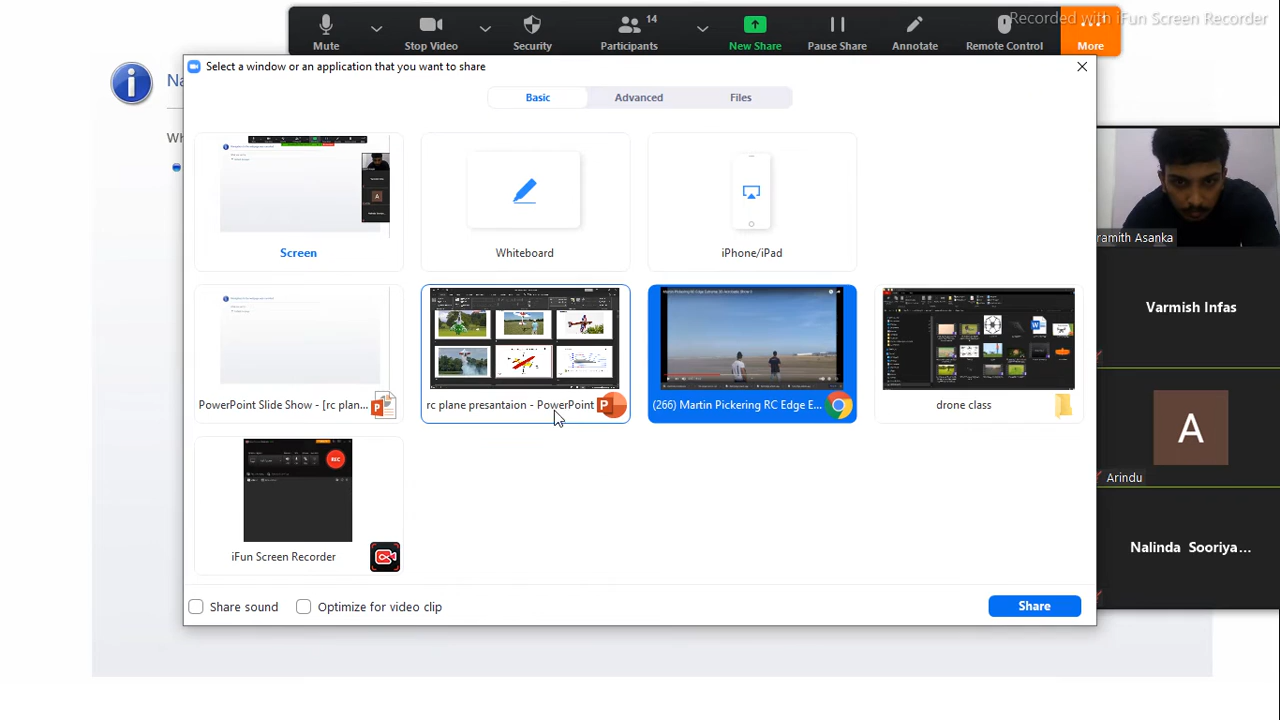 Recorded with iFun Screen Recorder
14
Mute
Stop Video
Security
Participants
New Share
Pause Share
Annotate
Remote Control
More
Select a window or an application that you want to share
Basic
Advanced
Files
Na
Wh
Screen
Whiteboard
iPhone/iPad
PowerPoint Slide Show - [rc plan...
rc plane presantaion - PowerPoint
(266) Martin Pickering RC Edge E...
drone class
REC
iFun Screen Recorder
Share sound
Optimize for video clip
Share
ramith Asanka
Varmish Infas
A
Arindu
Nalinda Sooriya...